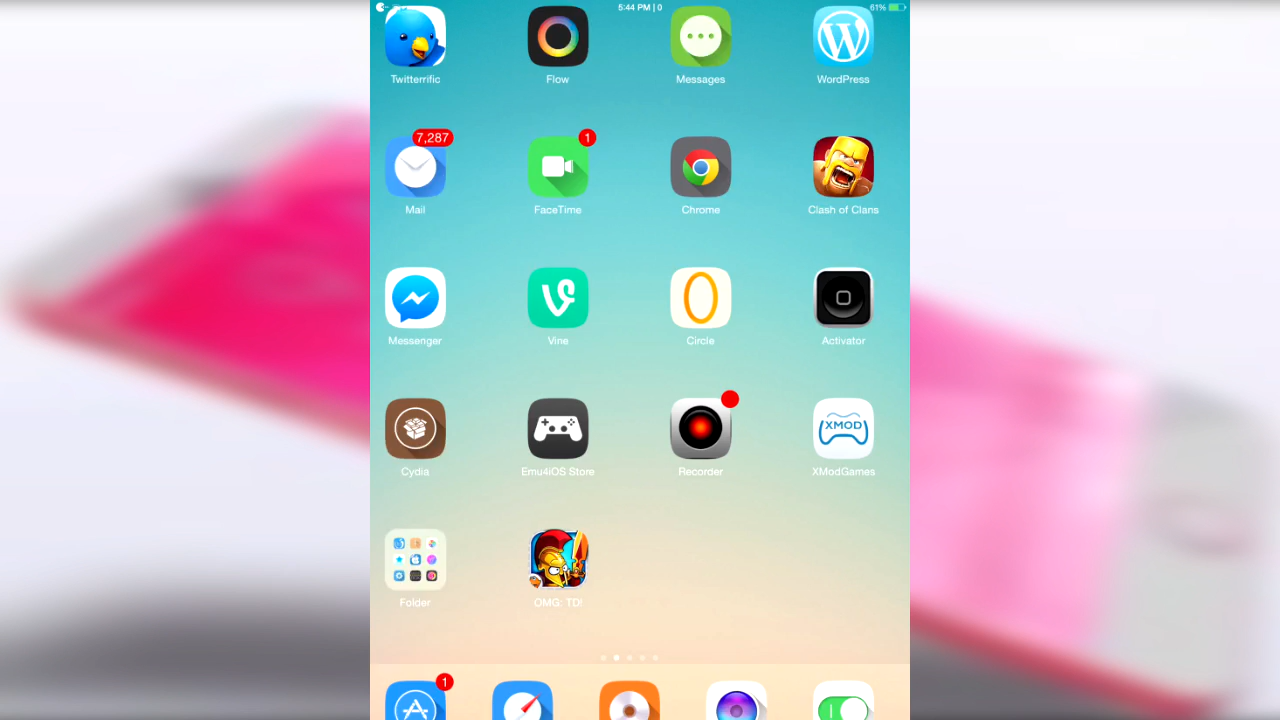 5:44 PM | 0
61%
Twitterrific
Flow
Messages
WordPress
7,287
1
Mail
FaceTime
Chrome
Clash of Clans
Messenger
Vine
Circle
Activator
XMOD
Cydia
Emu4iOS Store
Recorder
XModGames
Folder
OMG: TD!
1